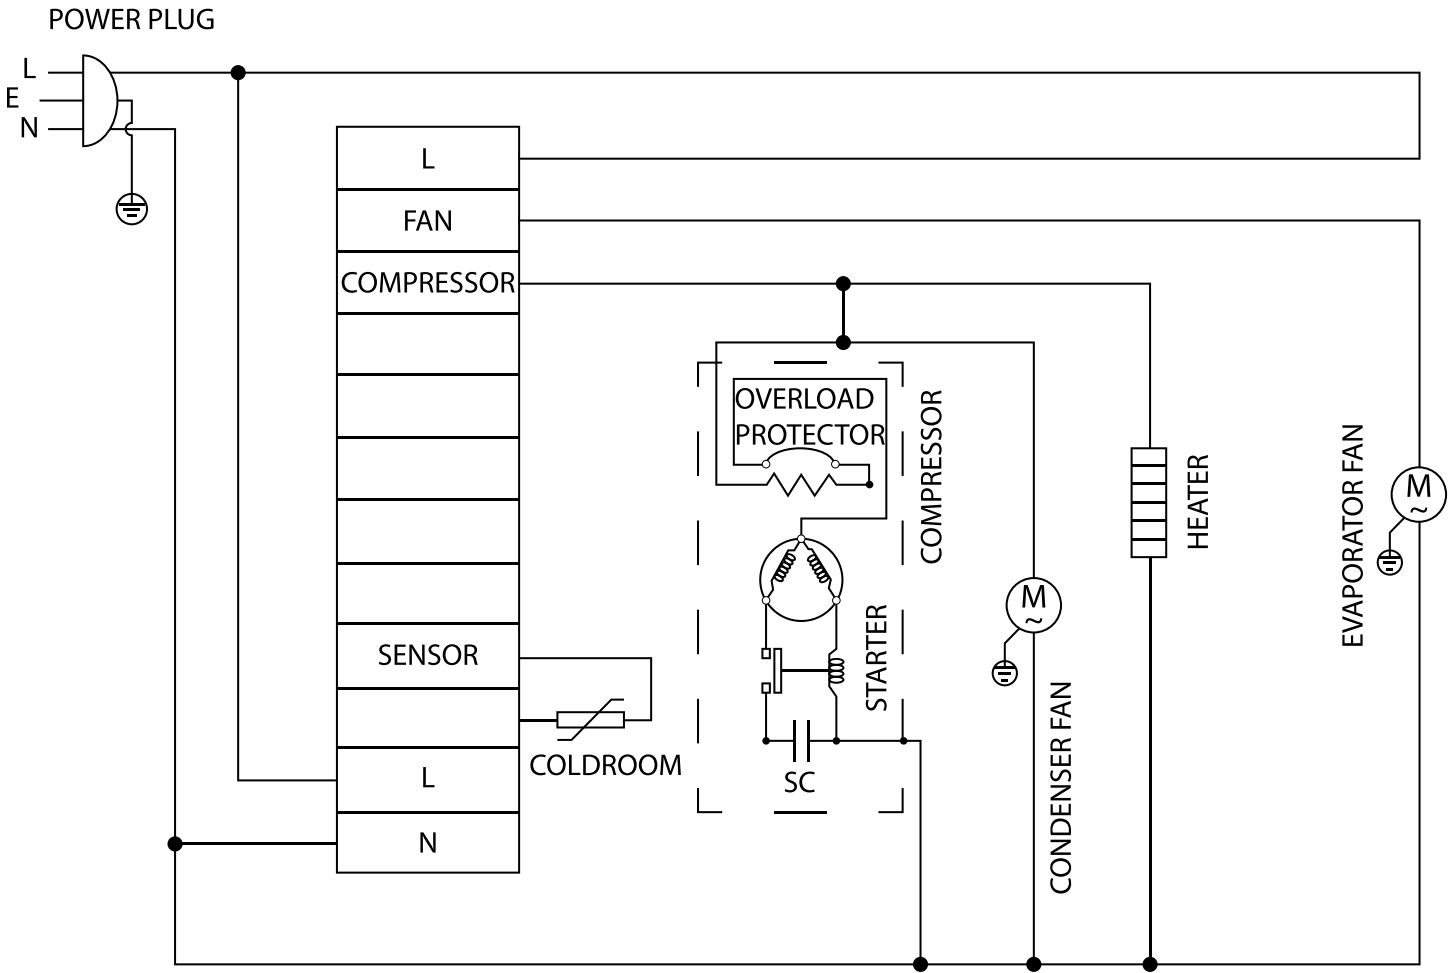 POWER PLUG
L
E
N
L
FAN
COMPRESSOR
SENSOR
L
N
COLDROOM
OVERLOAD
PROTECTOR
COMPRESSOR
STARTER
SC
M
~
CONDENSER FAN
HEATER
M
~
EVAPORATOR FAN